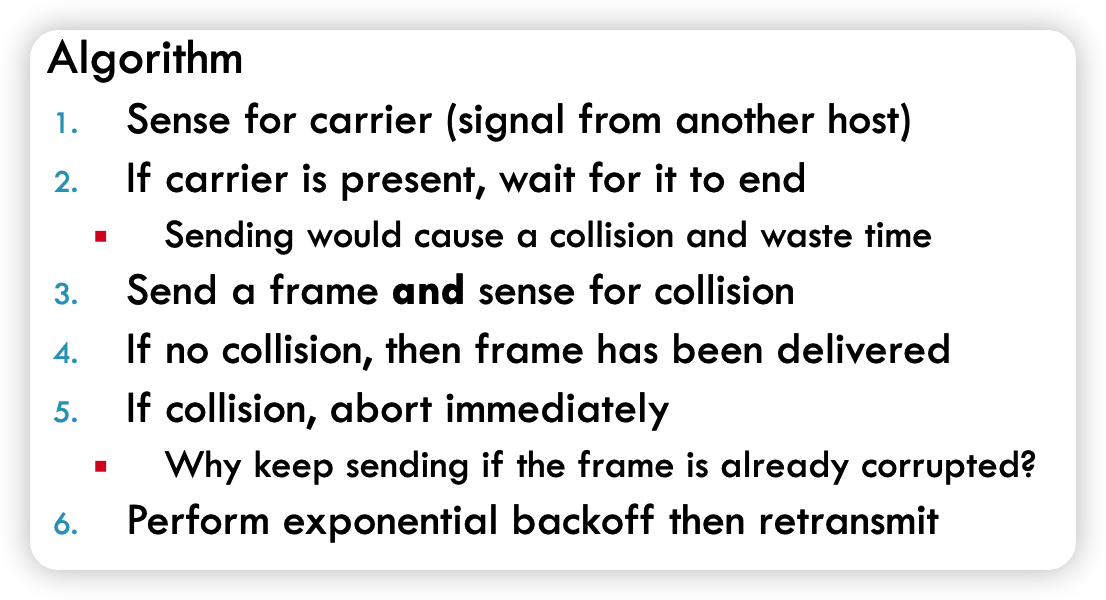 Algorithm
1. Sense for carrier (signal from another host)
2. If carrier is present, wait for it to end
▪ Sending would cause a collision and waste time
3. Send a frame and sense for collision
4. If no collision, then frame has been delivered
5. If collision, abort immediately
▪ Why keep sending if the frame is already corrupted?
6. Perform exponential backoff then retransmit